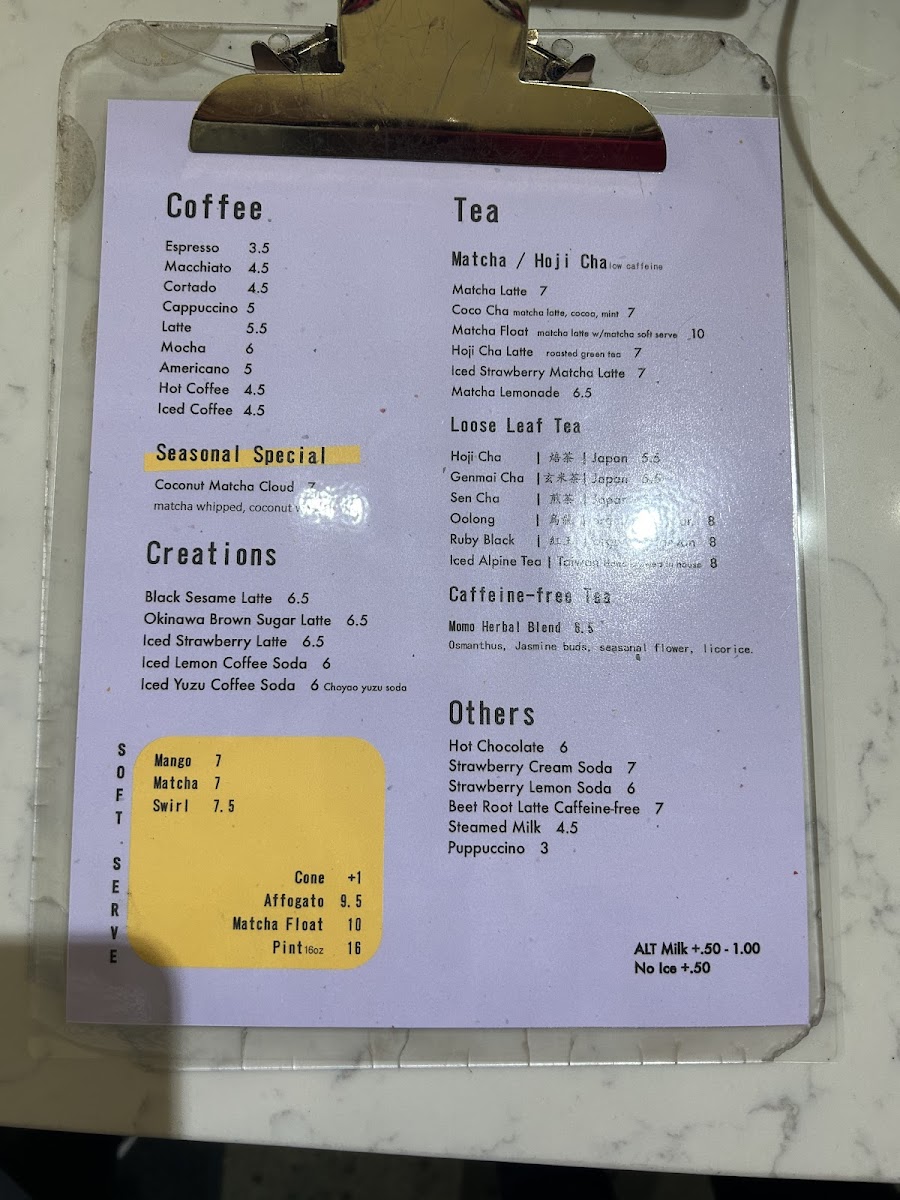 Coffee
Espresso 3.5
Macchiato 4.5
Cortado 4.5
Cappuccino 5
Latte 5.5
Mocha 6
Americano 5
Hot Coffee 4.5
Iced Coffee 4.5
Seasonal Special
Coconut Matcha Cloud 7
matcha whipped, coconut
Creations
Black Sesame Latte 6.5
Okinawa Brown Sugar Latte 6.5
Iced Strawberry Latte 6.5
Iced Lemon Coffee Soda 6
Iced Yuzu Coffee Soda 6 Chayao yuzu soda
SOFT SERVE
Mango 7
Matcha 7
Swirl 7.5
Cone +1
Affogato 9.5
Matcha Float 10
Pint 16oz 16
Tea
Matcha / Hoji Cha low caffeine
Matcha Latte 7
Coco Cha matcha latte, cocoa, mint 7
Matcha Float matcha latte w/matcha soft serve 10
Hoji Cha Latte roasted green tea 7
Iced Strawberry Matcha Latte 7
Matcha Lemonade 6.5
Loose Leaf Tea
Hoji Cha | 焙茶 | Japan 5.5
Genmai Cha | 玄米茶 | Japan 5.5
Sen Cha | 煎茶 | Japan
Oolong | 8
Ruby Black | 8
Iced Alpine Tea | Taiwan in house 8
Caffeine-free Tea
Momo Herbal Blend 6.5
Osmanthus, Jasmine buds, seasonal flower, licorice.
Others
Hot Chocolate 6
Strawberry Cream Soda 7
Strawberry Lemon Soda 6
Beet Root Latte Caffeine-free 7
Steamed Milk 4.5
Puppuccino 3
ALT Milk +.50 - 1.00
No Ice +.50